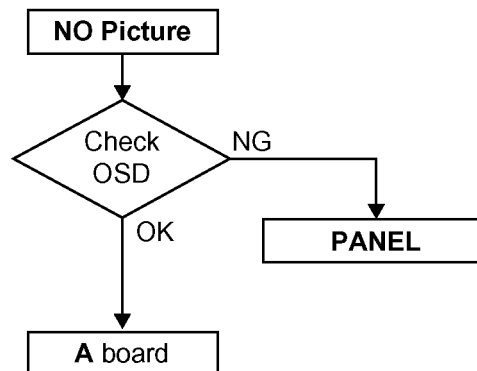 NO Picture
Check
OSD
NG
OK
PANEL
A board